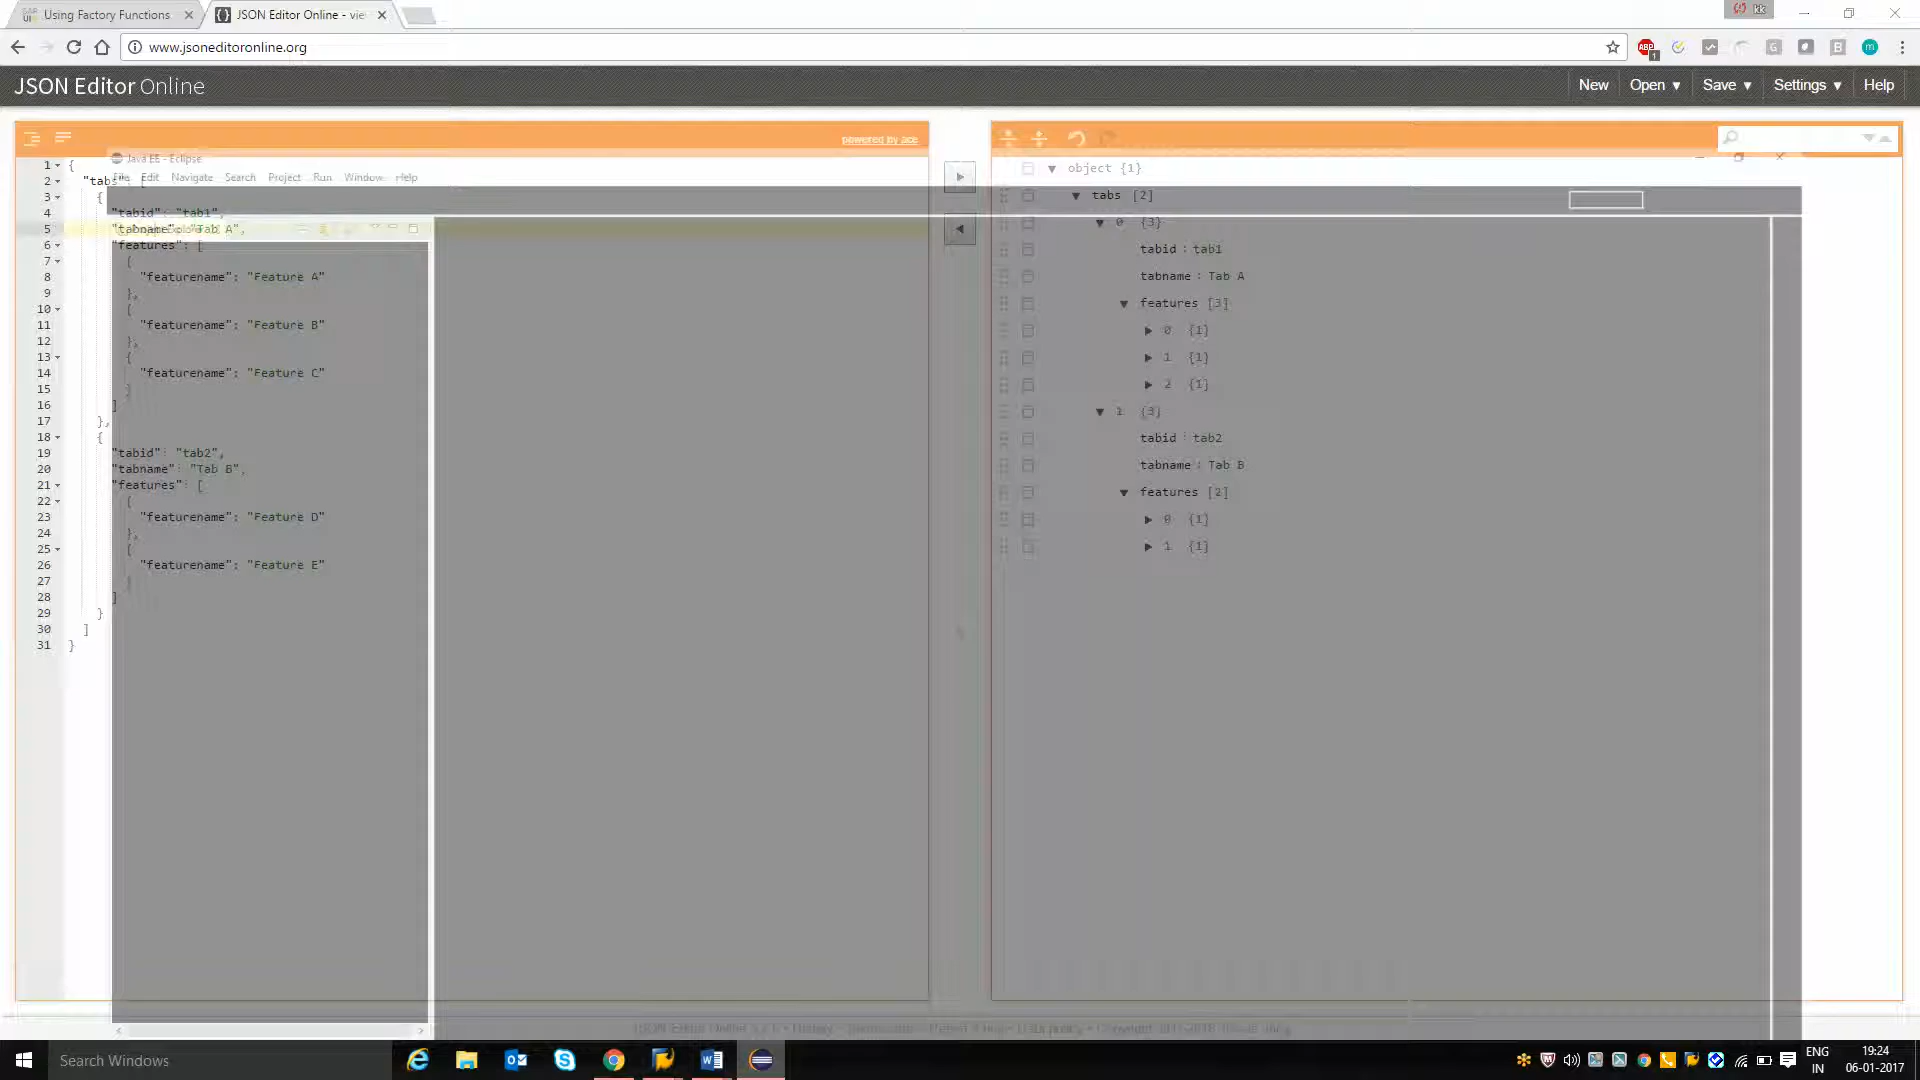 Using Factory Functions
JSON Editor Online - vie
kk
www.jsoneditoronline.org
JSON Editor Online
New
Open
Save
Settings
Help
powered by ace
Java EE - Eclipse
File Edit Navigate Search Project Run Window Help
1 {
2 "tabs": [
3 {
4 "tabid": "tab1",
5 "tabname": "Tab A",
6 "features": [
7 {
8 "featurename": "Feature A"
9 },
10 {
11 "featurename": "Feature B"
12 },
13 {
14 "featurename": "Feature C"
15 }
16 ]
17 },
18 {
19 "tabid": "tab2",
20 "tabname": "Tab B",
21 "features": [
22 {
23 "featurename": "Feature D"
24 },
25 {
26 "featurename": "Feature E"
27 }
28 ]
29 }
30 ]
31 }
object {1}
tabs [2]
0 {3}
tabid : tab1
tabname : Tab A
features [3]
0 {1}
1 {1}
2 {1}
1 {3}
tabid : tab2
tabname : Tab B
features [2]
0 {1}
1 {1}
Search Windows
ENG
IN
19:24
06-01-2017